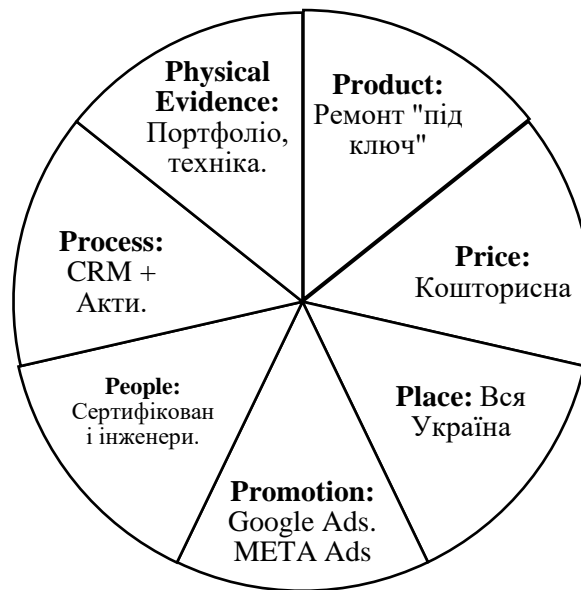 Product:
Ремонт "під
ключ"
Price:
Кошторисна
Place: Вся
Україна
Promotion:
Google Ads.
META Ads
People:
Сертифікован
і інженери.
Process:
CRM +
Акти.
Physical
Evidence:
Портфоліо,
техніка.